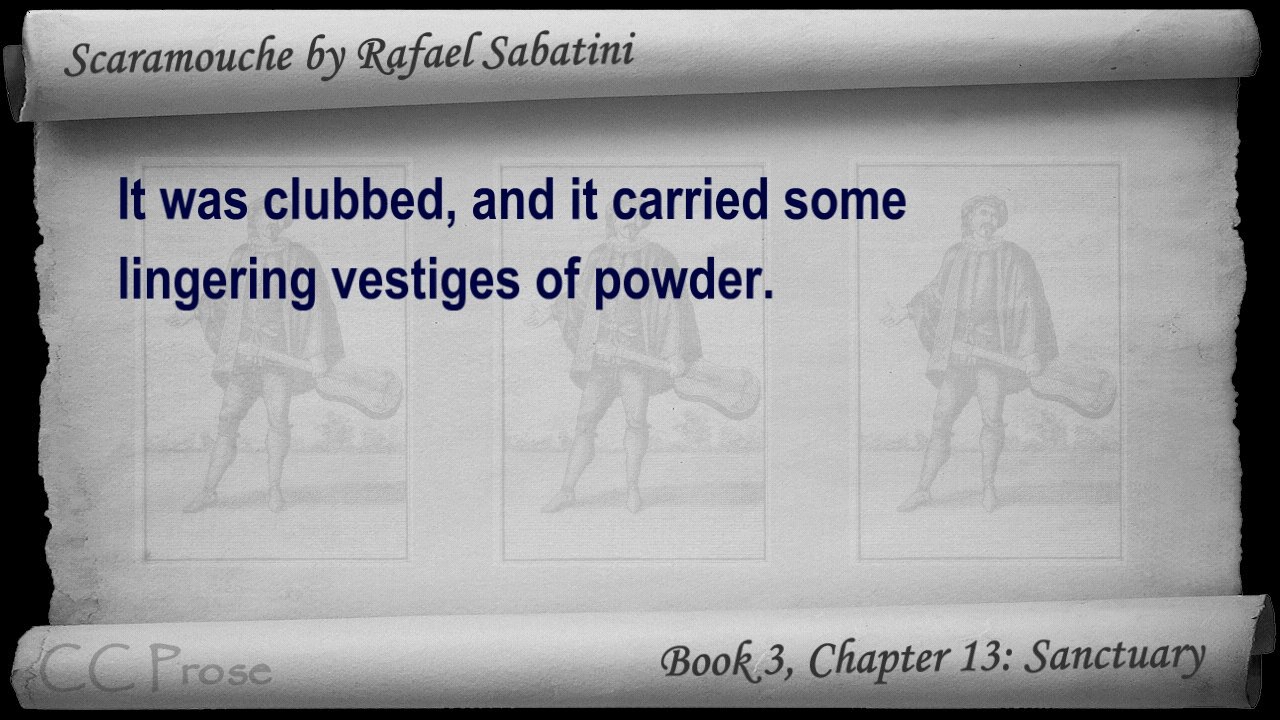 Scaramouche by Rafael Sabatini
It was clubbed, and it carried some
lingering vestiges of powder.
CC Prose
Book 3, Chapter 13: Sanctuary